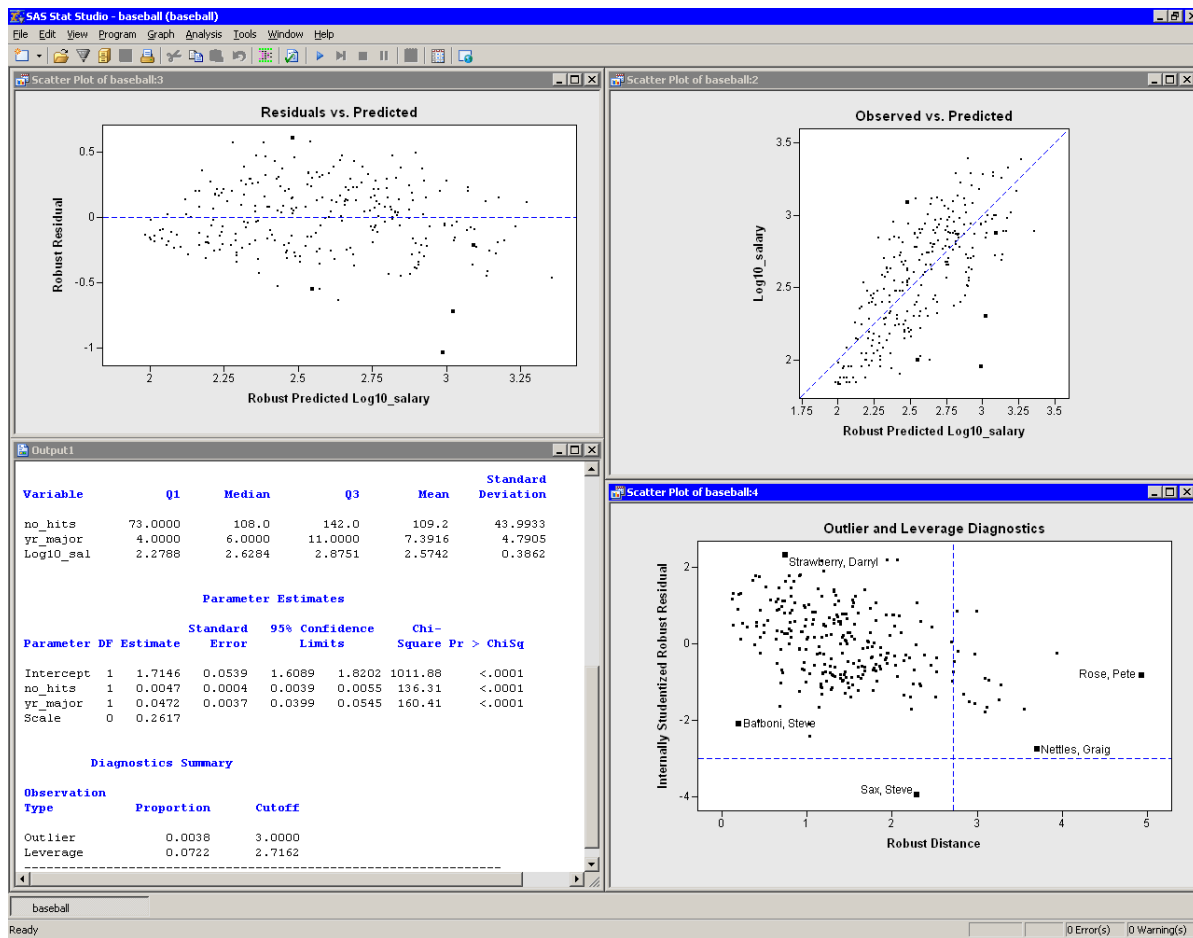 SAS Stat Studio - baseball (baseball)
File Edit View Program Graph Analysis Tools Window Help
Scatter Plot of baseball:3
Residuals vs. Predicted
Robust Residual
0.5
0
-0.5
-1
2 2.25 2.5 2.75 3 3.25
Robust Predicted Log10_salary
Scatter Plot of baseball:2
Observed vs. Predicted
Log10_salary
3.5
3
2.5
2
1.75 2 2.25 2.5 2.75 3 3.25 3.5
Robust Predicted Log10_salary
Output1
Standard
Variable Q1 Median Q3 Mean Deviation
no_hits 73.0000 108.0 142.0 109.2 43.9933
yr_major 4.0000 6.0000 11.0000 7.3916 4.7905
Log10_sal 2.2788 2.6284 2.8751 2.5742 0.3862
Parameter Estimates
Standard 95% Confidence Chi-
Parameter DF Estimate Error Limits Square Pr > ChiSq
Intercept 1 1.7146 0.0539 1.6089 1.8202 1011.88 <.0001
no_hits 1 0.0047 0.0004 0.0039 0.0055 136.31 <.0001
yr_major 1 0.0472 0.0037 0.0399 0.0545 160.41 <.0001
Scale 0 0.2617
Diagnostics Summary
Observation
Type Proportion Cutoff
Outlier 0.0038 3.0000
Leverage 0.0722 2.7162
Scatter Plot of baseball:4
Outlier and Leverage Diagnostics
Internally Studentized Robust Residual
2
0
-2
-4
Strawberry, Darryl
Rose, Pete
Balboni, Steve
Nettles, Graig
Sax, Steve
0 1 2 3 4 5
Robust Distance
baseball
Ready 0 Error(s) 0 Warning(s)